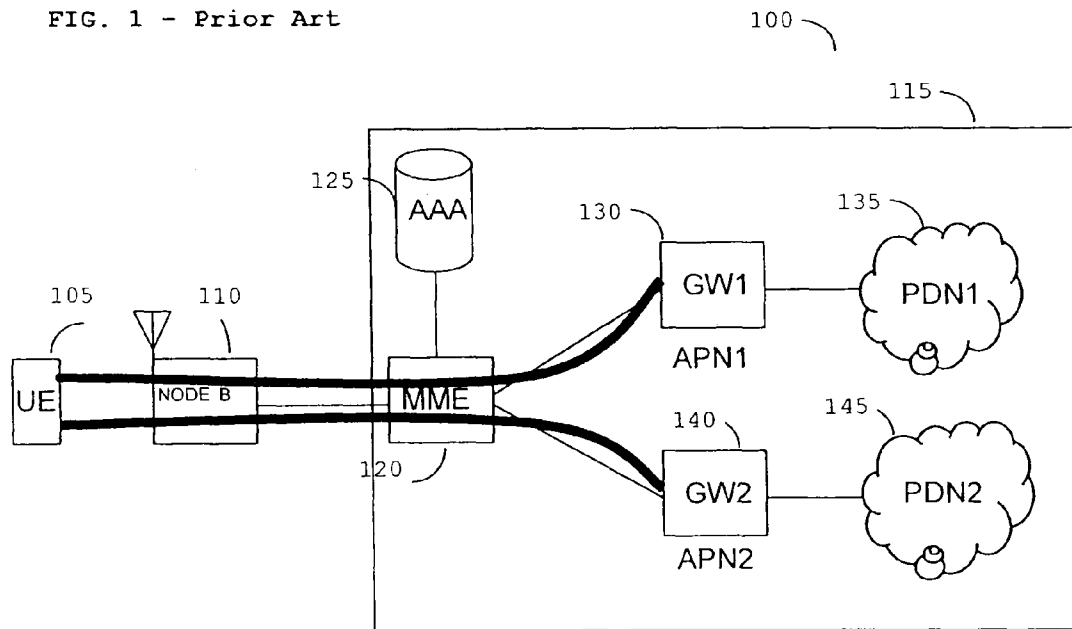 FIG. 1 - Prior Art
100
115
125
AAA
130
135
GW1
PDN1
105
110
APN1
UE
NODE B
MME
120
140
145
GW2
PDN2
APN2